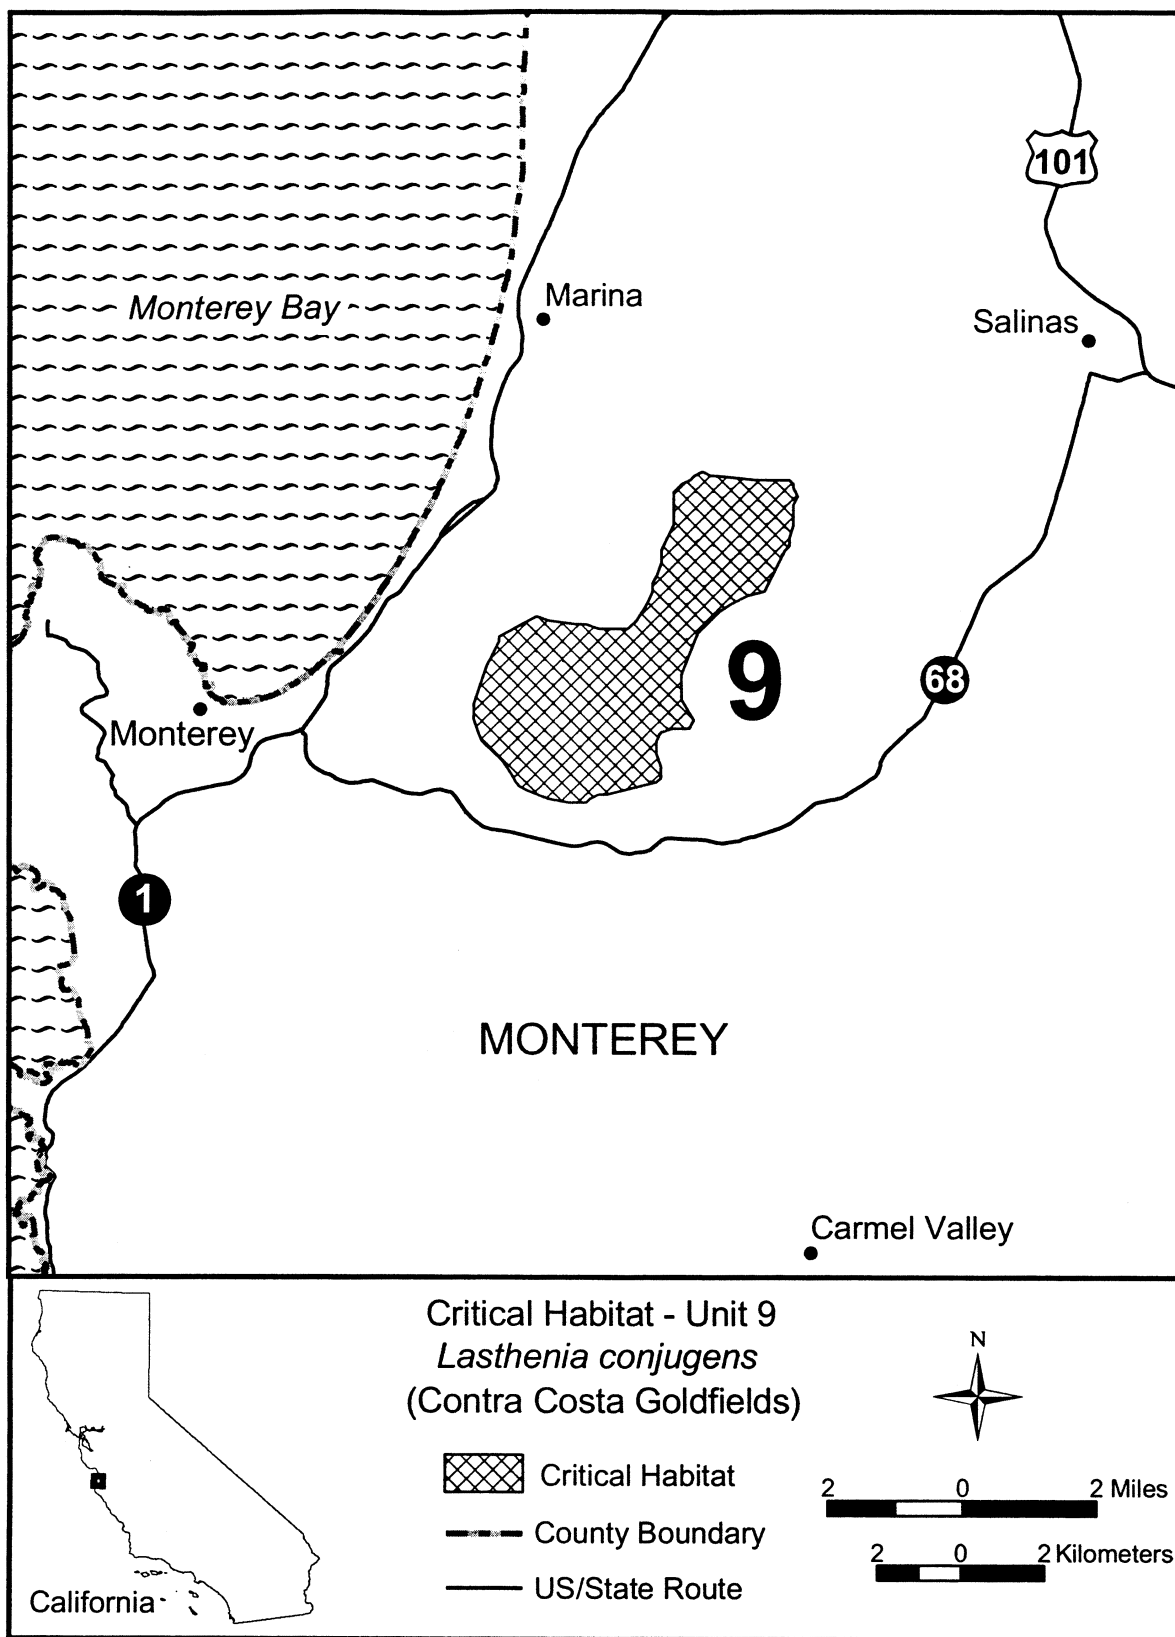 101
Monterey Bay
Marina
Salinas
9
68
Monterey
1
MONTEREY
Carmel Valley
Critical Habitat - Unit 9
Lasthenia conjugens
(Contra Costa Goldfields)
N
Critical Habitat
2 0 2 Miles
County Boundary
2 0 2 Kilometers
US/State Route
California